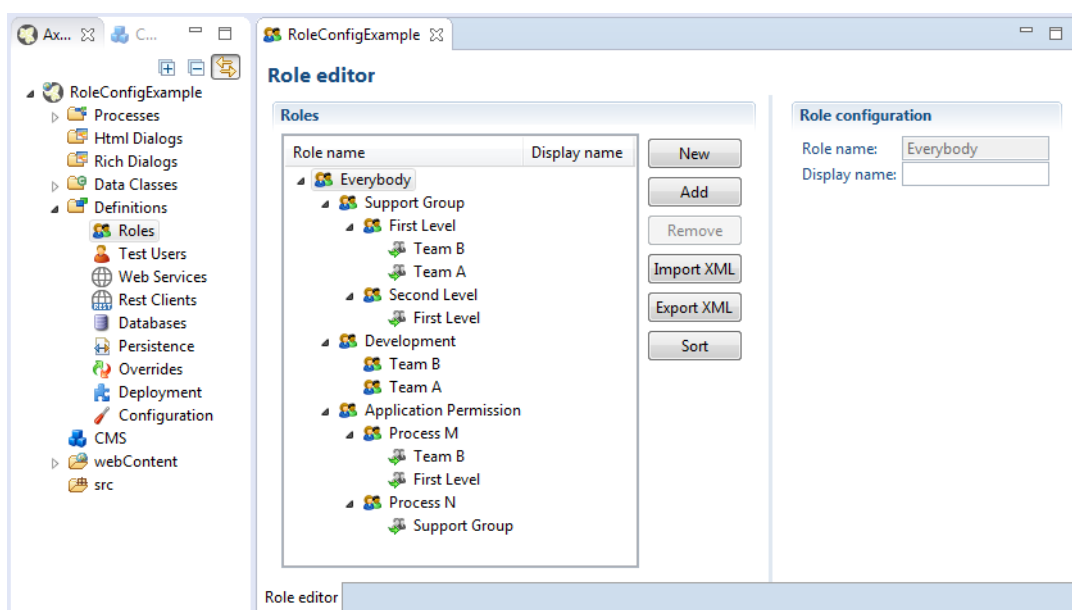 Ax...
C...
RoleConfigExample
Processes
Html Dialogs
Rich Dialogs
Data Classes
Definitions
Roles
Test Users
Web Services
Rest Clients
Databases
Persistence
Overrides
Deployment
Configuration
CMS
webContent
src
RoleConfigExample
Role editor
Roles
Role name Display name
Everybody
Support Group
First Level
Team B
Team A
Second Level
First Level
Development
Team B
Team A
Application Permission
Process M
Team B
First Level
Process N
Support Group
New
Add
Remove
Import XML
Export XML
Sort
Role configuration
Role name: Everybody
Display name:
Role editor